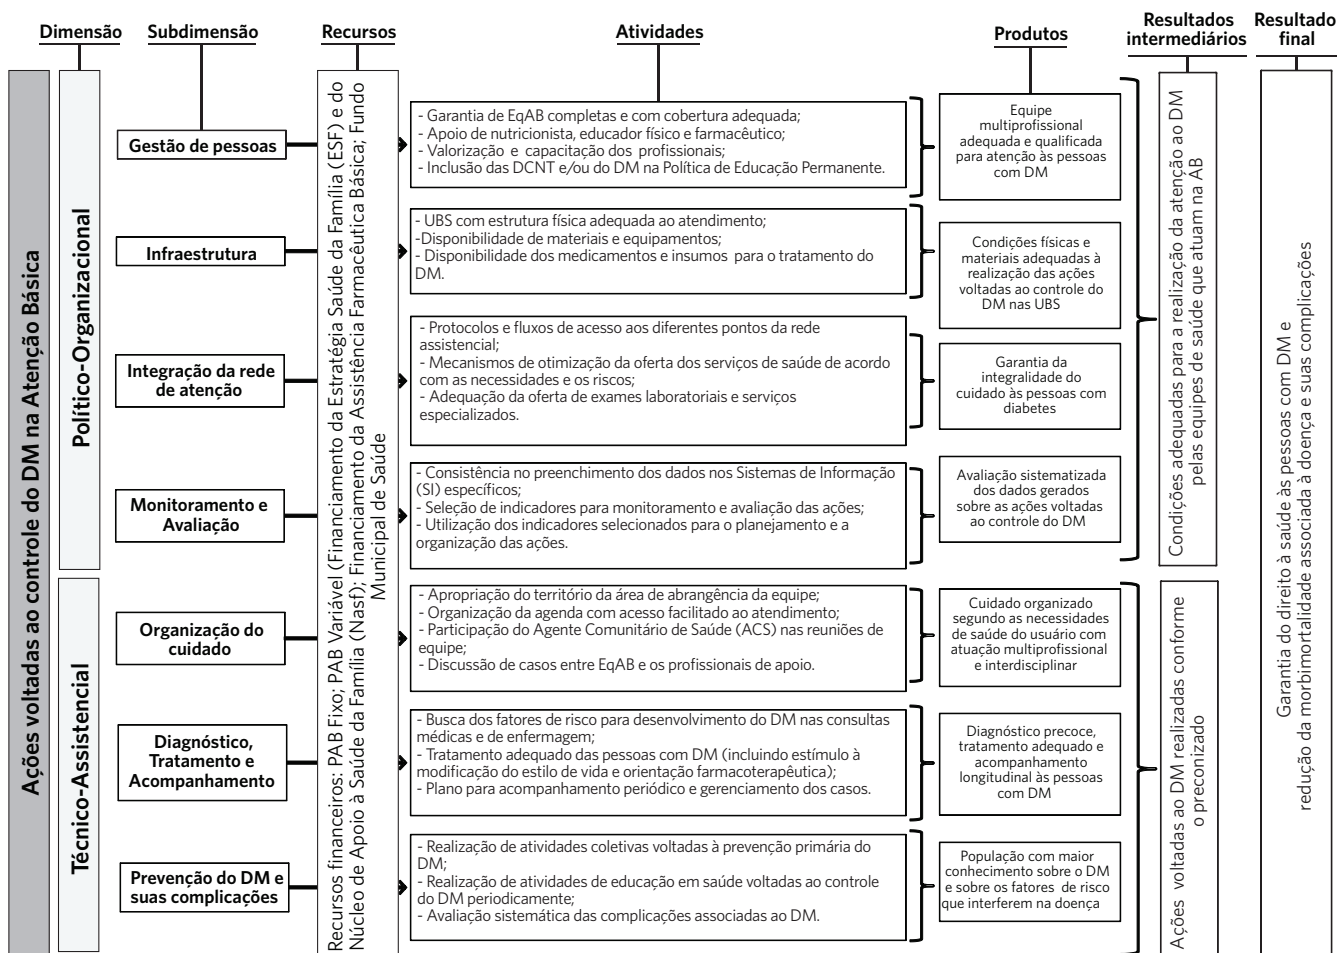 Dimensão
Subdimensão
Recursos
Atividades
Produtos
Resultados
intermediários
Resultado
final
Ações voltadas ao controle do DM na Atenção Básica
Político-Organizacional
Técnico-Assistencial
Recursos financeiros: PAB Fixo; PAB Variável (Financiamento da Estratégia Saúde da Família (ESF) e do
Núcleo de Apoio à Saúde da Família (Nasf); Financiamento da Assistência Farmacêutica Básica; Fundo
Municipal de Saúde
Gestão de pessoas
- Garantia de EqAB completas e com cobertura adequada;
- Apoio de nutricionista, educador físico e farmacêutico;
- Valorização e capacitação dos profissionais;
- Inclusão das DCNT e/ou do DM na Política de Educação Permanente.
Equipe
multiprofissional
adequada e qualificada
para atenção às pessoas
com DM
Infraestrutura
- UBS com estrutura física adequada ao atendimento;
-Disponibilidade de materiais e equipamentos;
- Disponibilidade dos medicamentos e insumos para o tratamento do
DM.
Condições físicas e
materiais adequadas à
realização das ações
voltadas ao controle do
DM nas UBS
Integração da rede
de atenção
- Protocolos e fluxos de acesso aos diferentes pontos da rede
assistencial;
- Mecanismos de otimização da oferta dos serviços de saúde de acordo
com as necessidades e os riscos;
- Adequação da oferta de exames laboratoriais e serviços
especializados.
Garantia da
integralidade do
cuidado às pessoas com
diabetes
Monitoramento e
Avaliação
- Consistência no preenchimento dos dados nos Sistemas de Informação
(SI) específicos;
- Seleção de indicadores para monitoramento e avaliação das ações;
- Utilização dos indicadores selecionados para o planejamento e a
organização das ações.
Avaliação sistematizada
dos dados gerados
sobre as ações voltadas
ao controle do DM
Organização do
cuidado
- Apropriação do território da área de abrangência da equipe;
- Organização da agenda com acesso facilitado ao atendimento;
- Participação do Agente Comunitário de Saúde (ACS) nas reuniões de
equipe;
- Discussão de casos entre EqAB e os profissionais de apoio.
Cuidado organizado
segundo as necessidades
de saúde do usuário com
atuação multiprofissional
e interdisciplinar
Diagnóstico,
Tratamento e
Acompanhamento
- Busca dos fatores de risco para desenvolvimento do DM nas consultas
médicas e de enfermagem;
- Tratamento adequado das pessoas com DM (incluindo estímulo à
modificação do estilo de vida e orientação farmacoterapêutica);
- Plano para acompanhamento periódico e gerenciamento dos casos.
Diagnóstico precoce,
tratamento adequado e
acompanhamento
longitudinal às pessoas
com DM
Prevenção do DM e
suas complicações
- Realização de atividades coletivas voltadas à prevenção primária do
DM;
- Realização de atividades de educação em saúde voltadas ao controle
do DM periodicamente;
- Avaliação sistemática das complicações associadas ao DM.
População com maior
conhecimento sobre o DM
e sobre os fatores de risco
que interferem na doença
Condições adequadas para a realização da atenção ao DM
pelas equipes de saúde que atuam na AB
Ações voltadas ao DM realizadas conforme
o preconizado
Garantia do direito à saúde às pessoas com DM e
redução da morbimortalidade associada à doença e suas complicações